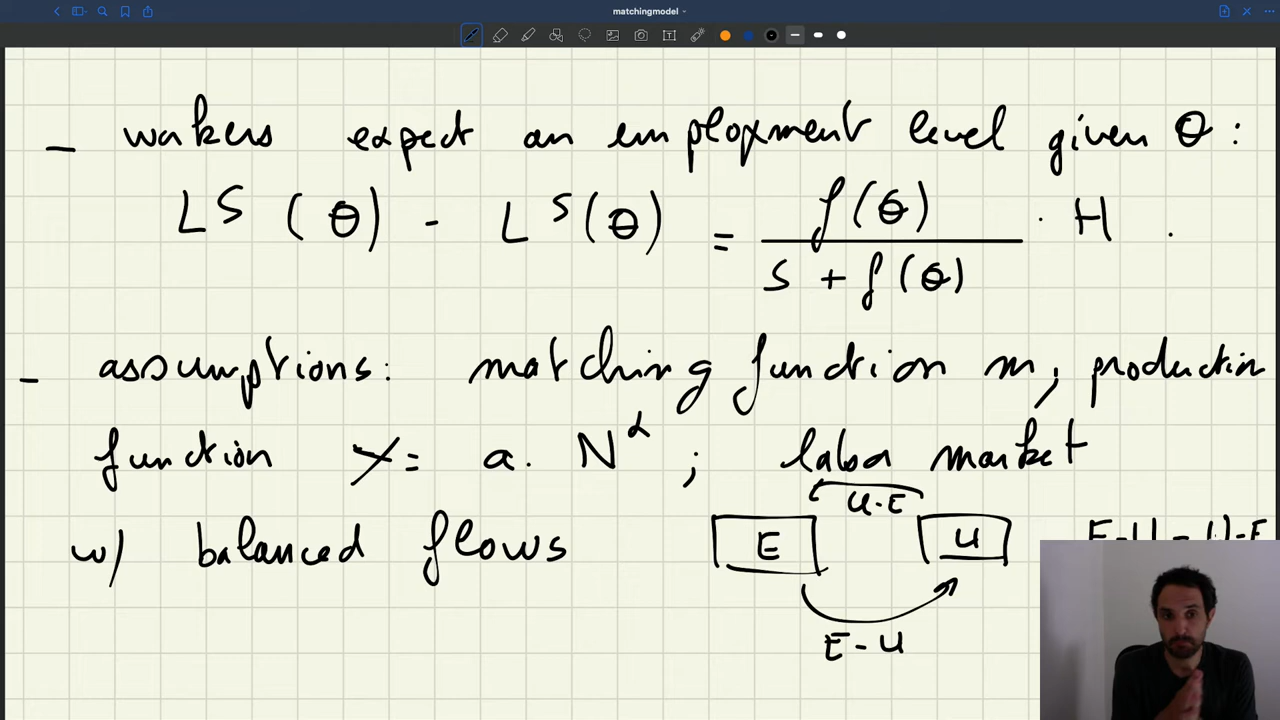 matchingmodel
- workers expect an employment level given θ :
L^S (θ) - L^S(θ) = f(θ) / s + f(θ) · H .
- assumptions: matching function m; production
function Y = a. N^α ; labor market
U-E
w/ balanced flows E U E-U = U-E
E-U